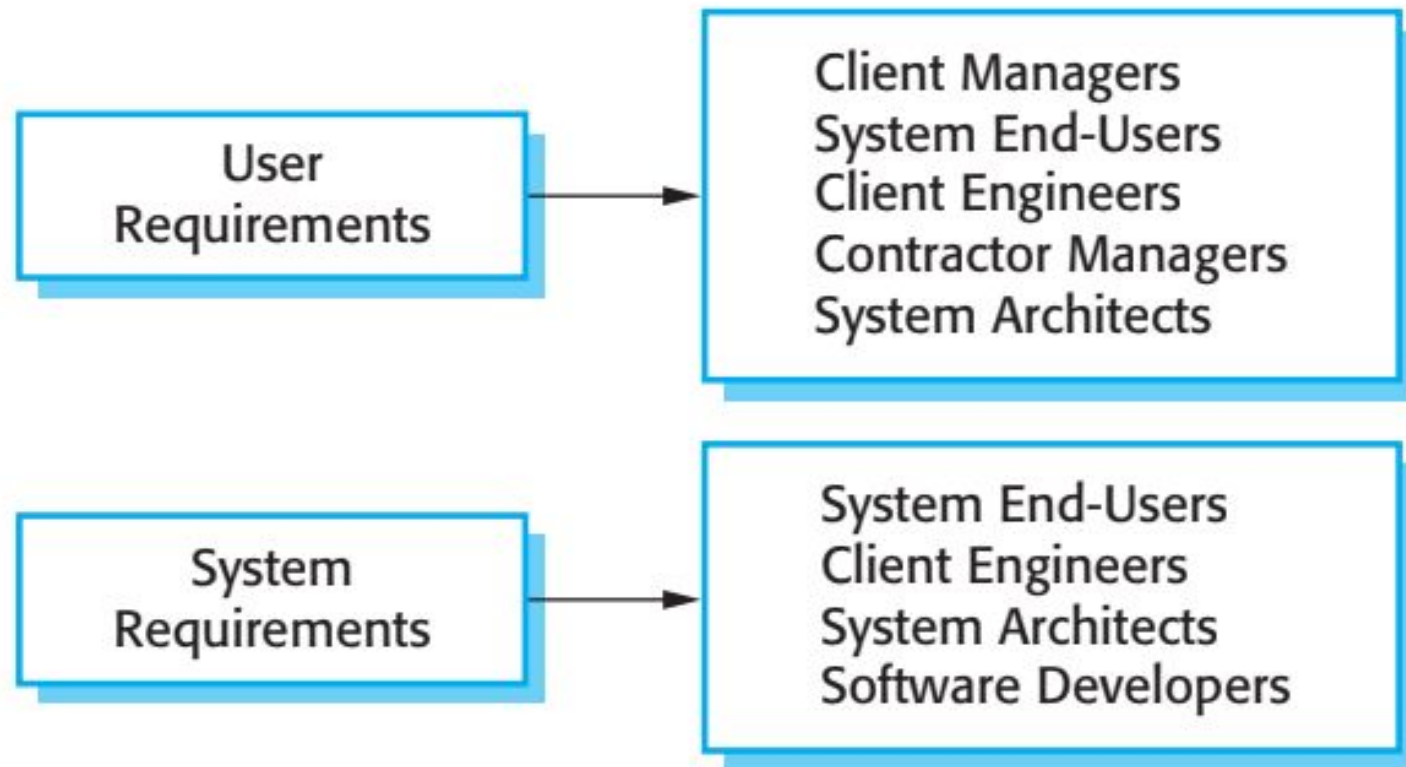 User
Requirements
Client Managers
System End-Users
Client Engineers
Contractor Managers
System Architects
System
Requirements
System End-Users
Client Engineers
System Architects
Software Developers